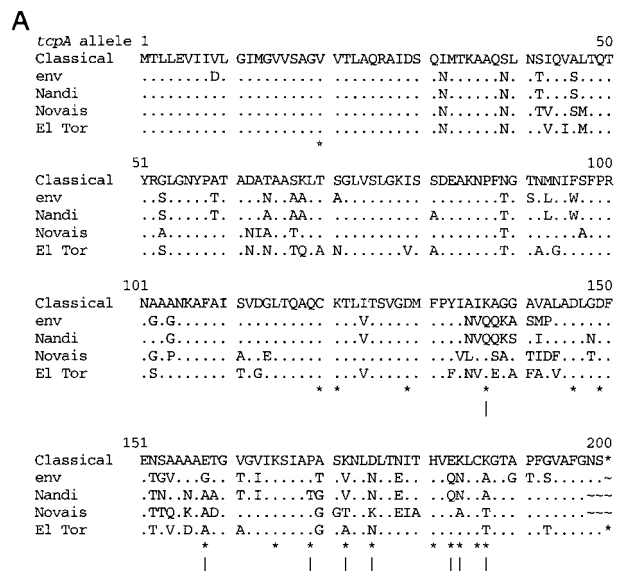 A
tcpA allele 1 50
Classical MTLLEVIIVL GIMGVVSAGV VTLAQRAIDS QIMTKAAQSL NSIQVALTQT
env ........D. .......... .......... ..N.....N. ..T...S...
Nandi .......... .......... .......... ..N.....N. ..T...S...
Novais .......... .......... .......... ..N.....N. ..TV..SM..
El Tor .......... .......... .......... ..N.....N. ...V.I.M..
*
51 100
Classical YRGLGNYPAT ADATAASKLT SGLVSLGKIS SDEAKNPFNG TNMNIFSFPR
env ..S......T ...N..AA.. .A........ .......T.. .S.L..W...
Nandi ..S......T ...A..AA.. .......... A......T.. ...L..W...
Novais ..A....... .NIA..T... .......... .......T.. ......SA..
El Tor ..S....... .N.N..TQ.A N......V.. A......T.. ..A.G.....
101 150
Classical NAAANKAFAI SVDGLTQAQC KTLITSVGDM FPYIAIKAGG AVALADLGDF
env .G.G...... .......... ...V...... ...NVQQKA SMP.......
Nandi ...G...... .......... ...V...... ...NVQQKS .I.....N..
Novais .G.P...... A..E...... .......... ...VL..SA. TIDF...T..
El Tor .S........ T.G....... ...V...... ..F.NV.E.A FA.V......
* * * * * *
|
151 200
Classical ENSAAAAETG VGVIKSIAPA SKNLDLTNIT HVEKLCKGTA PFGVAFGNS*
env .TGV...G.. .T.I.....T ..V..N..E. ..QN..A..G T.S......~
Nandi .TN..N.AA. .T.I....TG ..V..N..E. ..QN..A... ......~~~
Novais .TTQ.K.AD. .......G GT..K..EIA ....A..T.. ......~~~
El Tor .T.V.D.A.. .......G ..A..N.... ......T... ..T......*
* * * * * * * * * *
| | | | | | |